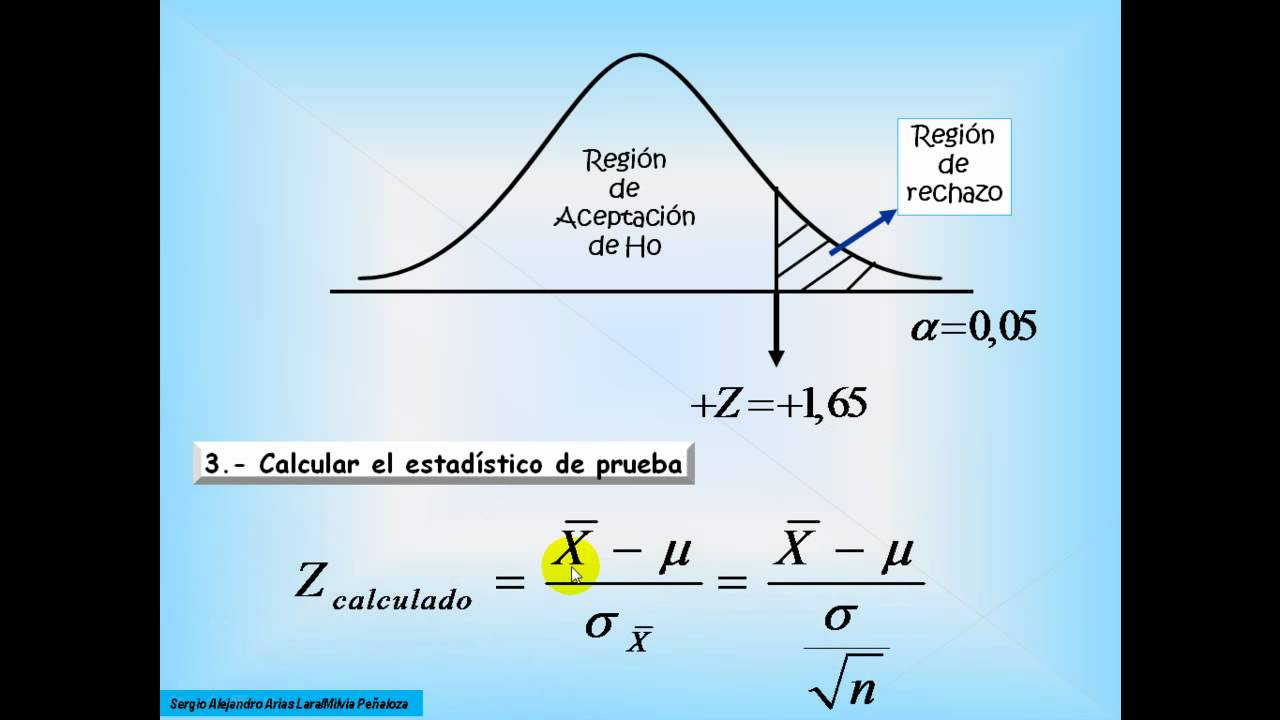 Región
de
Aceptación
de Ho
Región
de
rechazo
α=0,05
+Z=+1,65
3.- Calcular el estadístico de prueba
Z calculado = (X̅ − μ) / σ X̅ = (X̅ − μ) / (σ / √n)
Sergio Alejandro Arias Lara/Milvia Peñaloza